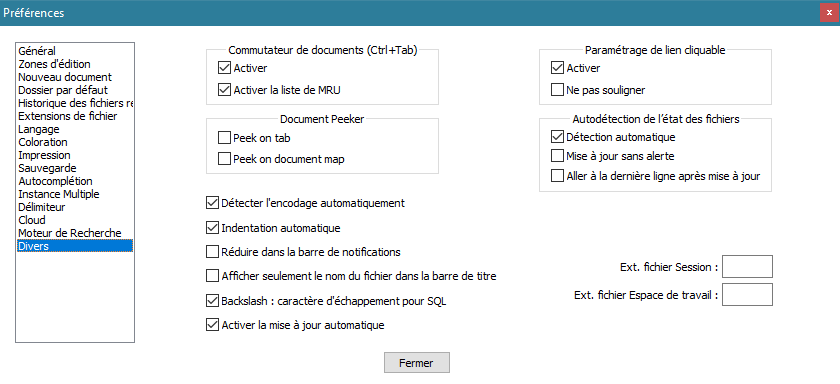 Préférences
x
Général
Zones d'édition
Nouveau document
Dossier par défaut
Historique des fichiers re
Extensions de fichier
Langage
Coloration
Impression
Sauvegarde
Autocomplétion
Instance Multiple
Délimiteur
Cloud
Moteur de Recherche
Divers
Commutateur de documents (Ctrl+Tab)
Activer
Activer la liste de MRU
Document Peeker
Peek on tab
Peek on document map
Détecter l'encodage automatiquement
Indentation automatique
Réduire dans la barre de notifications
Afficher seulement le nom du fichier dans la barre de titre
Backslash : caractère d'échappement pour SQL
Activer la mise à jour automatique
Paramétrage de lien cliquable
Activer
Ne pas souligner
Autodétection de l'état des fichiers
Détection automatique
Mise à jour sans alerte
Aller à la dernière ligne après mise à jour
Ext. fichier Session :
Ext. fichier Espace de travail :
Fermer